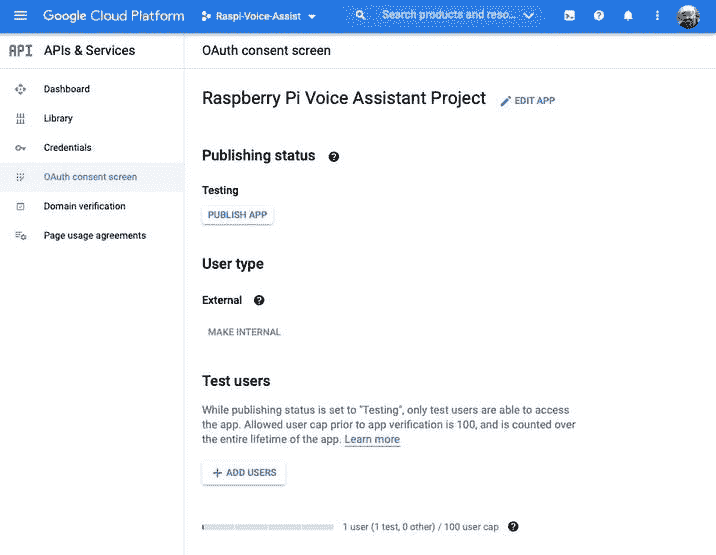 Google Cloud Platform
Raspi-Voice-Assist
Search products and reso...
API APIs & Services
OAuth consent screen
Dashboard
Library
Credentials
OAuth consent screen
Domain verification
Page usage agreements
Raspberry Pi Voice Assistant Project
EDIT APP
Publishing status
Testing
PUBLISH APP
User type
External
MAKE INTERNAL
Test users
While publishing status is set to "Testing", only test users are able to access
the app. Allowed user cap prior to app verification is 100, and is counted over
the entire lifetime of the app. Learn more
+ ADD USERS
1 user (1 test, 0 other) / 100 user cap